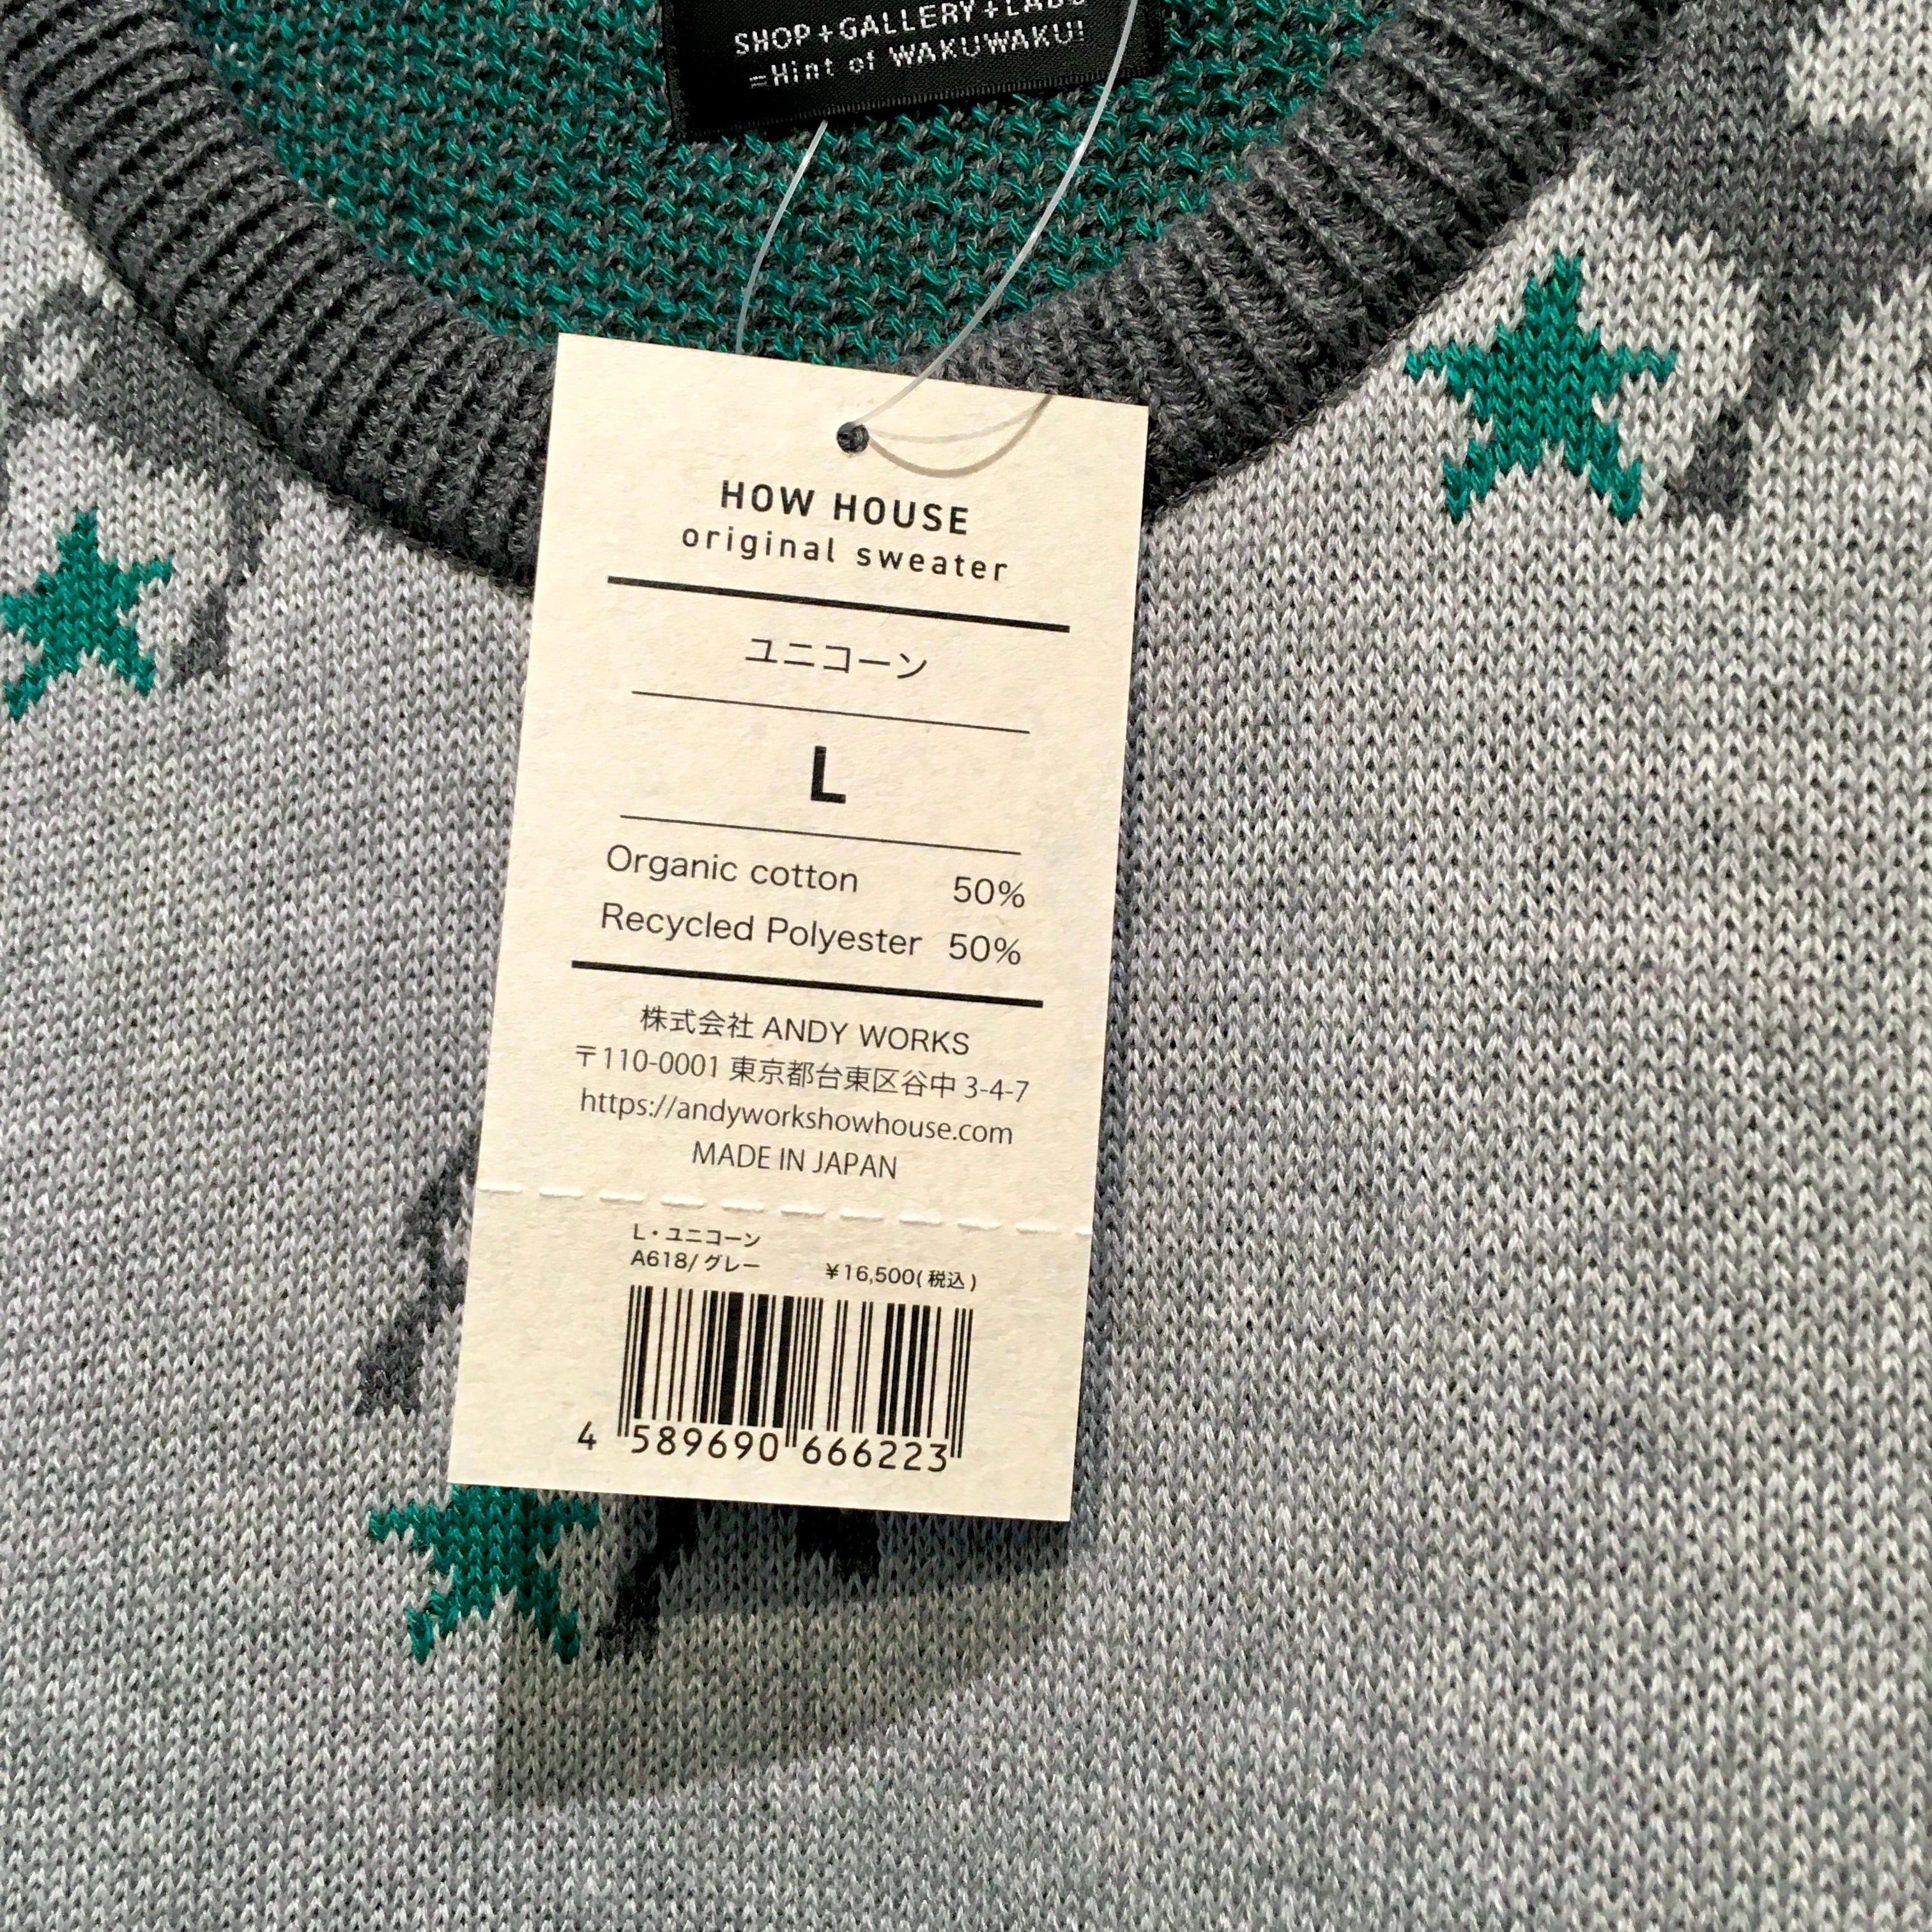 SHOP+GALLERY+LABO
=Hint of WAKUWAKU!
HOW HOUSE
original sweater
ユニコーン
L
Organic cotton 50%
Recycled Polyester 50%
株式会社 ANDY WORKS
〒110-0001 東京都台東区谷中 3-4-7
https://andyworkshowhouse.com
MADE IN JAPAN
L・ユニコーン
A618/グレー ¥16,500(税込)
4 589690 666223